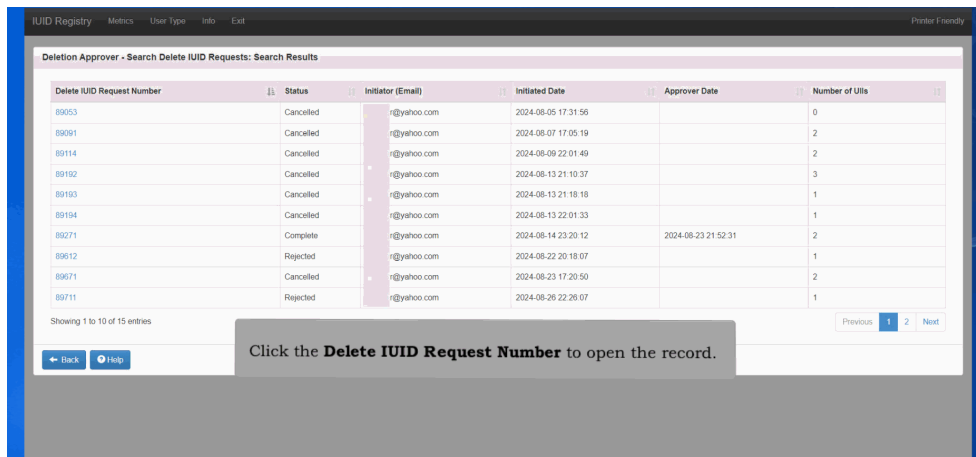 IUID Registry Metrics User Type Info Exit Printer Friendly
Deletion Approver - Search Delete IUID Requests: Search Results
Delete IUID Request Number Status Initiator (Email) Initiated Date Approver Date Number of UIIs
89053 Cancelled r@yahoo.com 2024-08-05 17:31:56 0
89091 Cancelled r@yahoo.com 2024-08-07 17:05:19 2
89114 Cancelled r@yahoo.com 2024-08-09 22:01:49 2
89192 Cancelled r@yahoo.com 2024-08-13 21:10:37 3
89193 Cancelled r@yahoo.com 2024-08-13 21:18:18 1
89194 Cancelled r@yahoo.com 2024-08-13 22:01:33 1
89271 Complete r@yahoo.com 2024-08-14 23:20:12 2024-08-23 21:52:31 2
89612 Rejected r@yahoo.com 2024-08-22 20:18:07 1
89671 Cancelled r@yahoo.com 2024-08-23 17:20:50 2
89711 Rejected r@yahoo.com 2024-08-26 22:26:07 1
Showing 1 to 10 of 15 entries Previous 1 2 Next
Click the Delete IUID Request Number to open the record.
Back Help